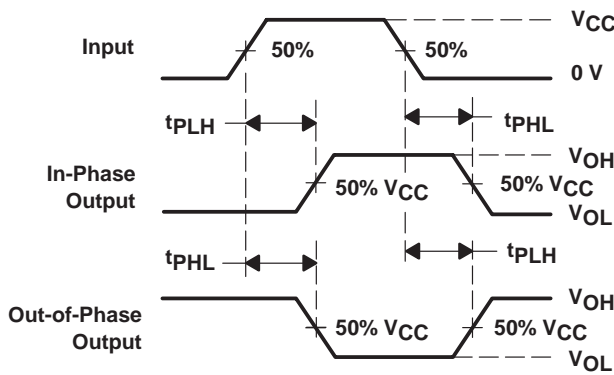 Input
50%
50%
VCC
0 V
tPLH
tPHL
In-Phase
Output
50% VCC
50% VCC
VOH
VOL
tPHL
tPLH
Out-of-Phase
Output
50% VCC
50% VCC
VOH
VOL